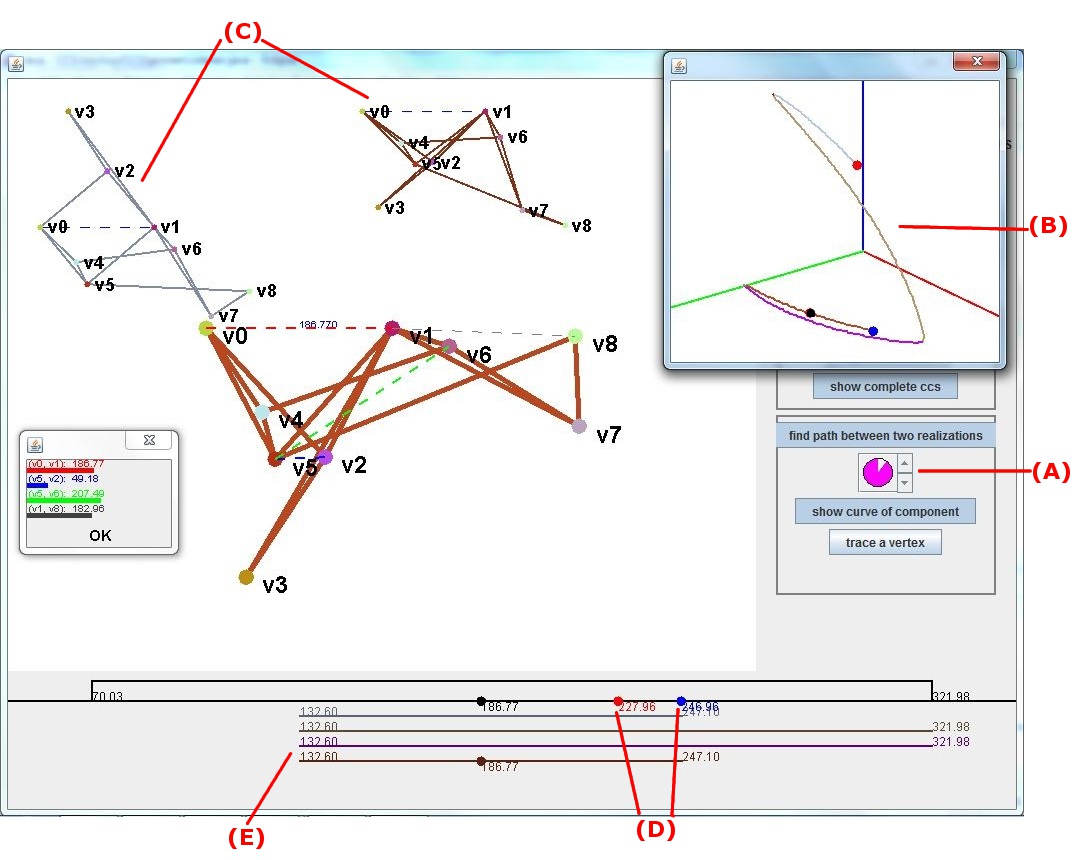 (C)
v3
v2
v0
v1
v6
v4
v5
v8
v7
v0
v1
v4
v6
v5
v2
v3
v7
v8
(B)
186.770
v0
v1
v6
v8
v4
v5
v2
v7
v3
(v0, v1): 186.77
(v5, v2): 49.18
(v5, v6): 207.49
(v1, v8): 182.96
OK
s
show complete ccs
find path between two realizations
(A)
show curve of component
trace a vertex
70.03
186.77
227.96
246.96
321.98
132.60
247.10
132.60
321.98
132.60
321.98
132.60
186.77
247.10
(E)
(D)